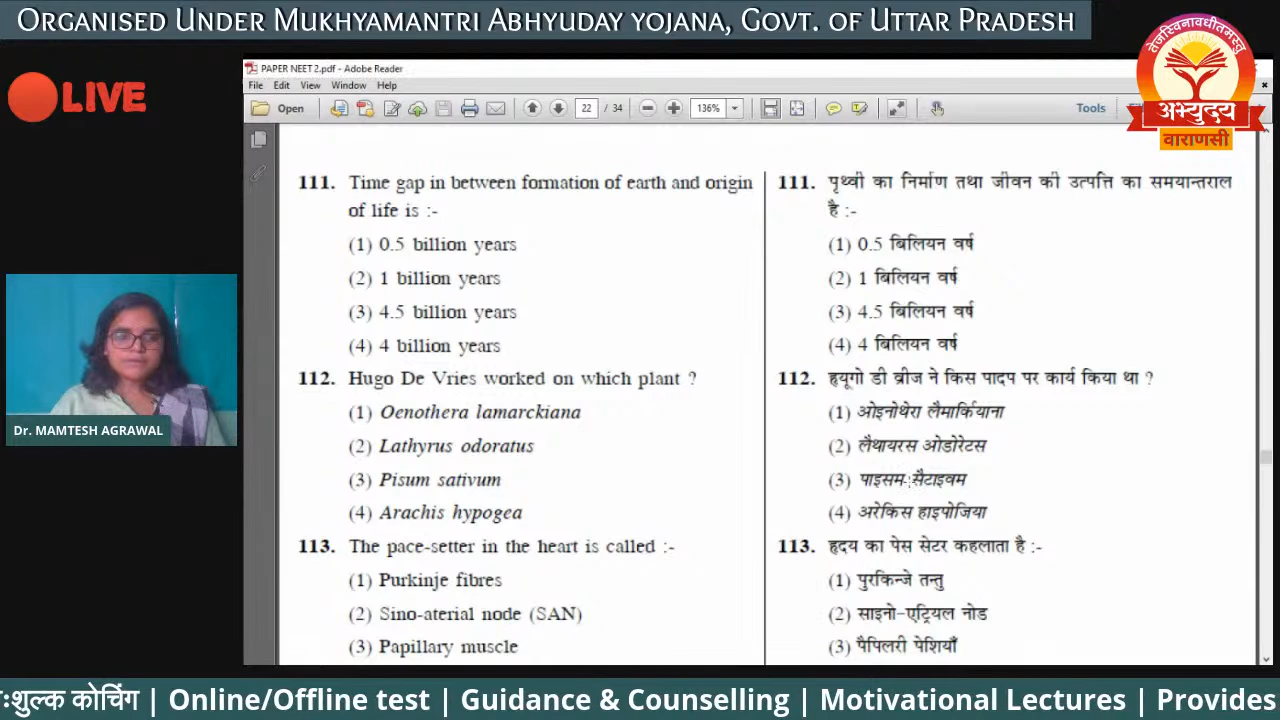 ORGANISED UNDER MUKHYAMANTRI ABHYUDAY YOJANA, GOVT. OF UTTAR PRADESH
तेजस्विनावधीतमस्तु
अभ्युदय
वाराणसी
LIVE
PAPER NEET 2.pdf - Adobe Reader
File Edit View Window Help
Open 22 / 34 136% Tools
111. Time gap in between formation of earth and origin
of life is :-
(1) 0.5 billion years
(2) 1 billion years
(3) 4.5 billion years
(4) 4 billion years
112. Hugo De Vries worked on which plant ?
(1) Oenothera lamarckiana
(2) Lathyrus odoratus
(3) Pisum sativum
(4) Arachis hypogea
113. The pace-setter in the heart is called :-
(1) Purkinje fibres
(2) Sino-aterial node (SAN)
(3) Papillary muscle
111. पृथ्वी का निर्माण तथा जीवन की उत्पत्ति का समयान्तराल
है :-
(1) 0.5 बिलियन वर्ष
(2) 1 बिलियन वर्ष
(3) 4.5 बिलियन वर्ष
(4) 4 बिलियन वर्ष
112. ह्यूगो डी ब्रीज ने किस पादप पर कार्य किया था ?
(1) ओइनोथेरा लैमार्कियाना
(2) लैथायरस ओडोरेटस
(3) पाइसम सैटाइवम
(4) अरेकिस हाइपोजिया
113. हृदय का पेस सेटर कहलाता है :-
(1) पुरकिन्जे तन्तु
(2) साइनो-एट्रियल नोड
(3) पैपिलरी पेशियाँ
Dr. MAMTESH AGRAWAL
:शुल्क कोचिंग | Online/Offline test | Guidance & Counselling | Motivational Lectures | Provides